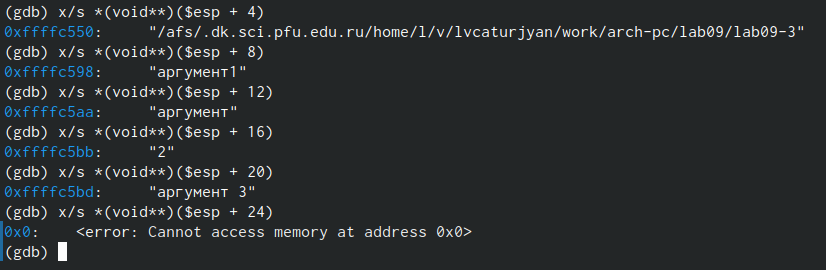 (gdb) x/s *(void**)($esp + 4)
0xffffc550:     "/afs/.dk.sci.pfu.edu.ru/home/l/v/lvcaturjyan/work/arch-pc/lab09/lab09-3"
(gdb) x/s *(void**)($esp + 8)
0xffffc598:     "аргумент1"
(gdb) x/s *(void**)($esp + 12)
0xffffc5aa:     "аргумент"
(gdb) x/s *(void**)($esp + 16)
0xffffc5bb:     "2"
(gdb) x/s *(void**)($esp + 20)
0xffffc5bd:     "аргумент 3"
(gdb) x/s *(void**)($esp + 24)
0x0:    <error: Cannot access memory at address 0x0>
(gdb)